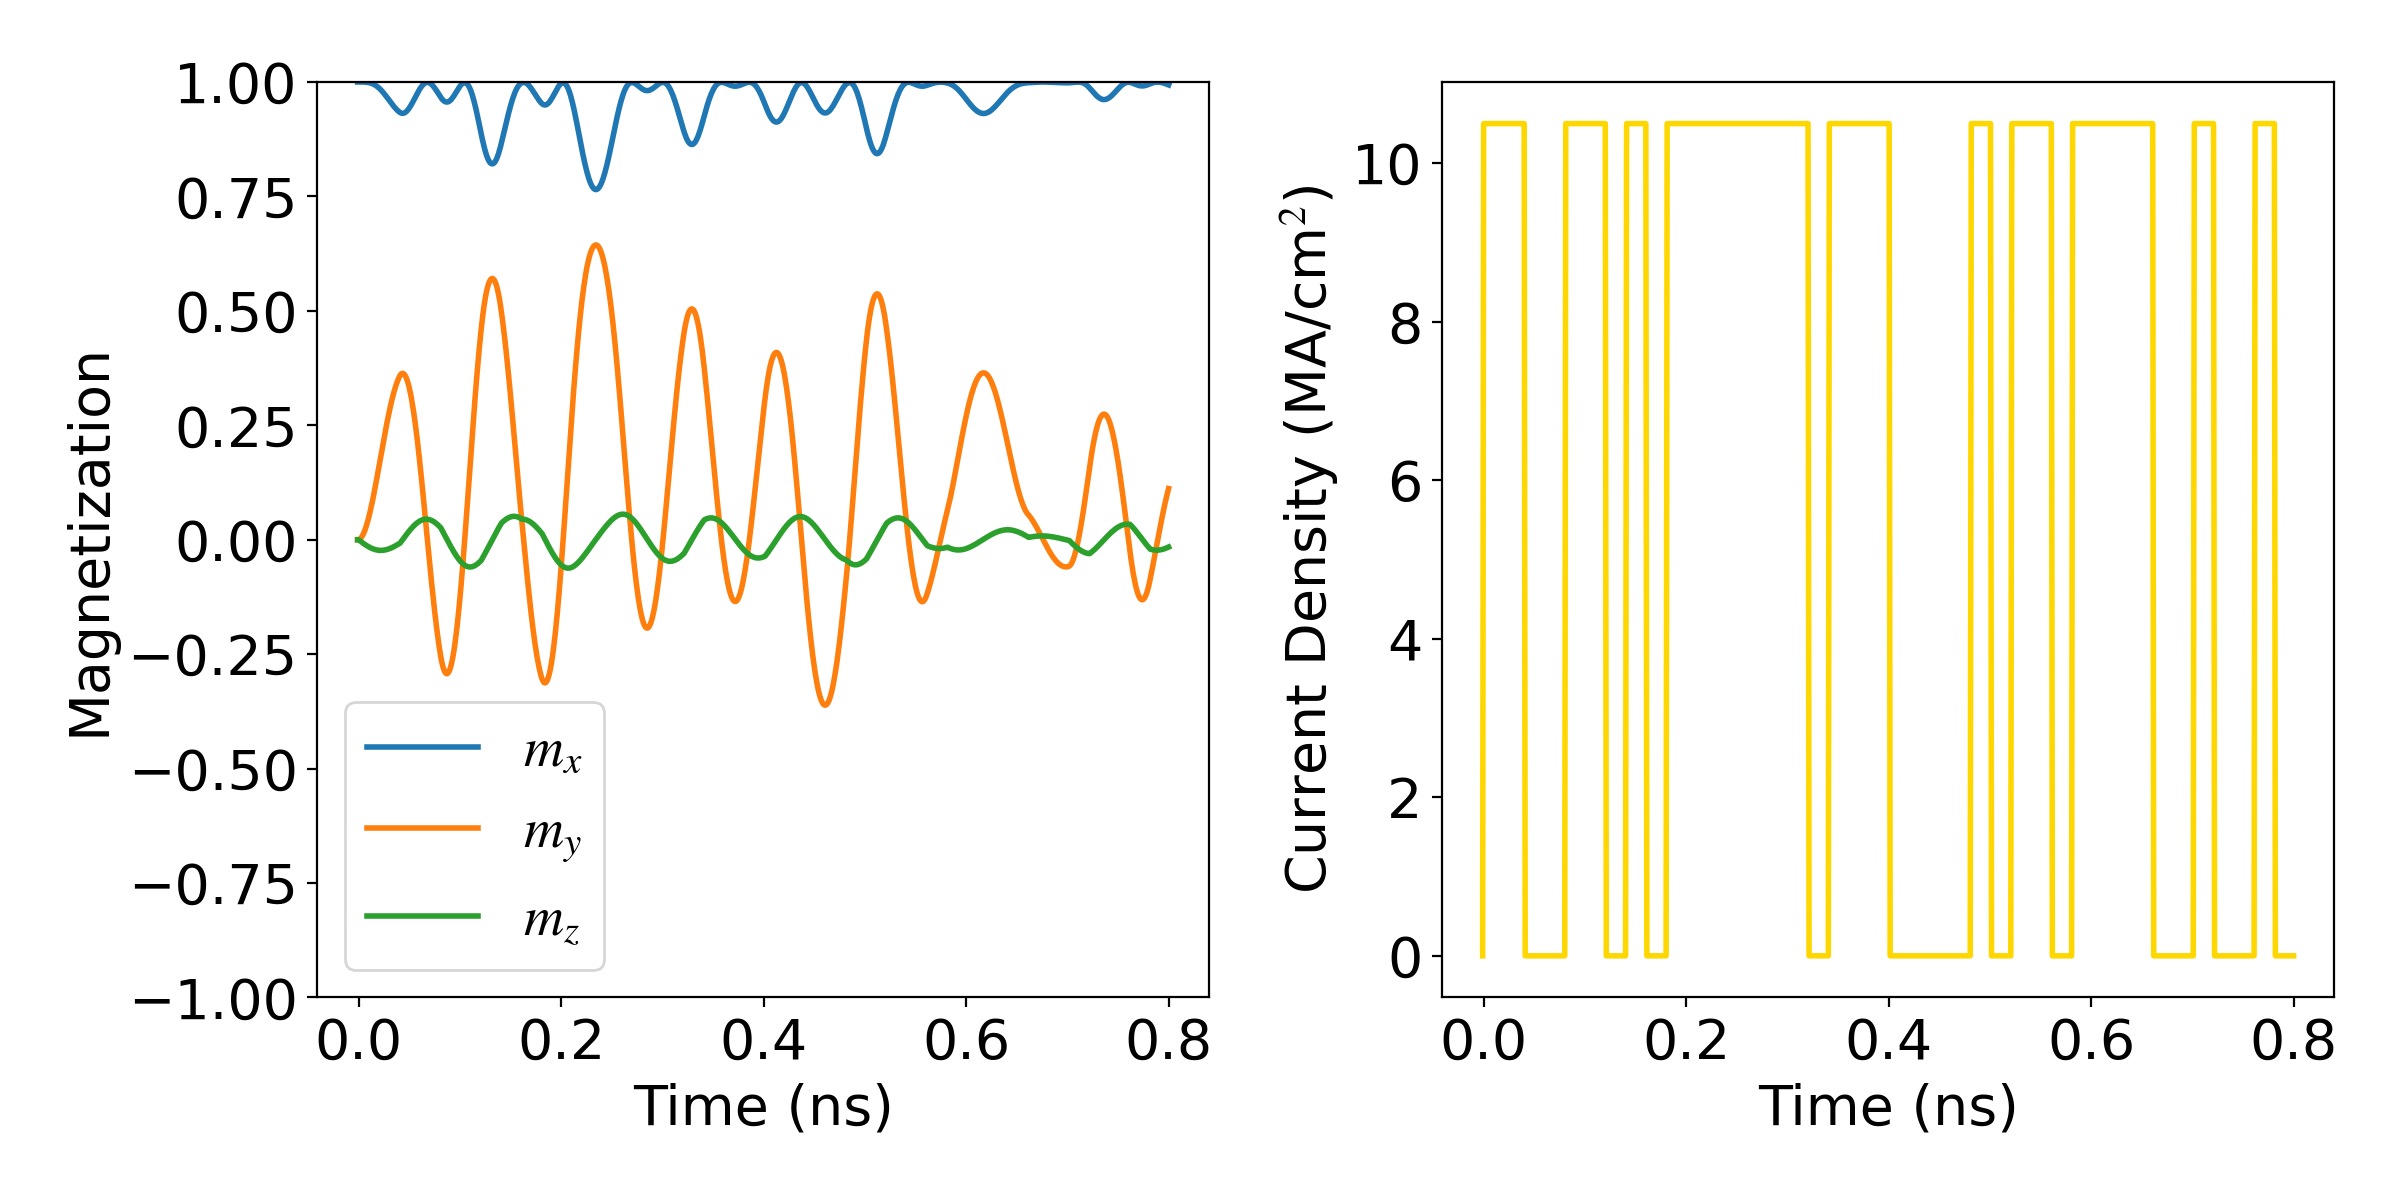 1.00
0.75
0.50
0.25
0.00
−0.25
−0.50
−0.75
−1.00
Magnetization
m_x
m_y
m_z
0.0 0.2 0.4 0.6 0.8
Time (ns)
10
8
6
4
2
0
Current Density (MA/cm²)
0.0 0.2 0.4 0.6 0.8
Time (ns)